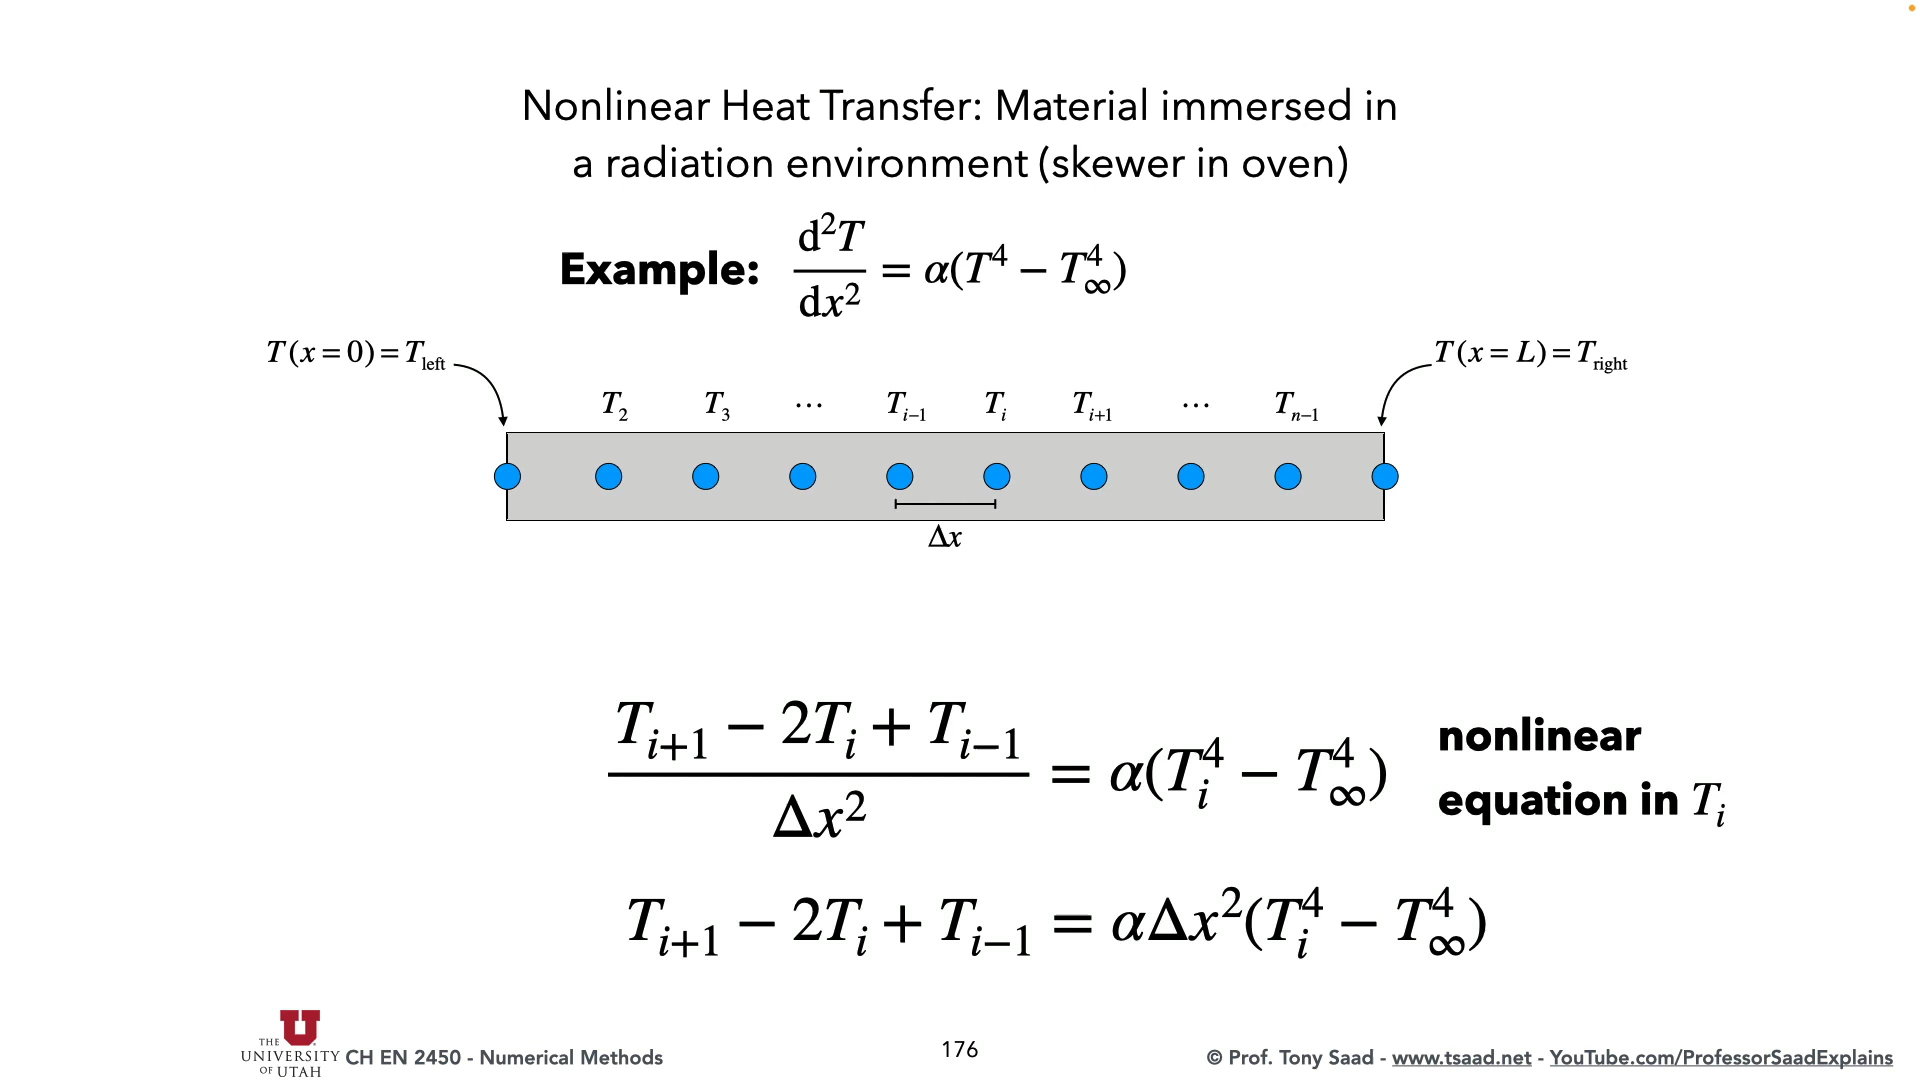 Nonlinear Heat Transfer: Material immersed in
a radiation environment (skewer in oven)
Example: d²T/dx² = α(T⁴ − T∞⁴)
T(x = 0) = T_left
T(x = L) = T_right
T₂ T₃ ⋯ Tᵢ₋₁ Tᵢ Tᵢ₊₁ ⋯ Tₙ₋₁
Δx
(Tᵢ₊₁ − 2Tᵢ + Tᵢ₋₁)/Δx² = α(Tᵢ⁴ − T∞⁴)
nonlinear
equation in Tᵢ
Tᵢ₊₁ − 2Tᵢ + Tᵢ₋₁ = αΔx²(Tᵢ⁴ − T∞⁴)
THE
UNIVERSITY
OF UTAH
CH EN 2450 - Numerical Methods
176
© Prof. Tony Saad - www.tsaad.net - YouTube.com/ProfessorSaadExplains